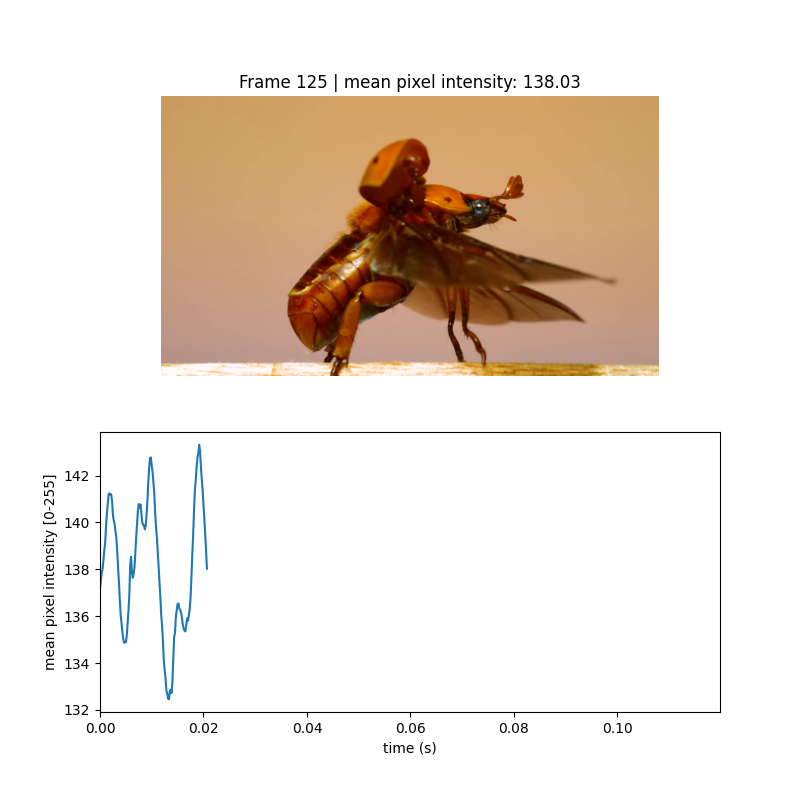 Frame 125 | mean pixel intensity: 138.03
mean pixel intensity [0-255]
142
140
138
136
134
132
0.00 0.02 0.04 0.06 0.08 0.10
time (s)